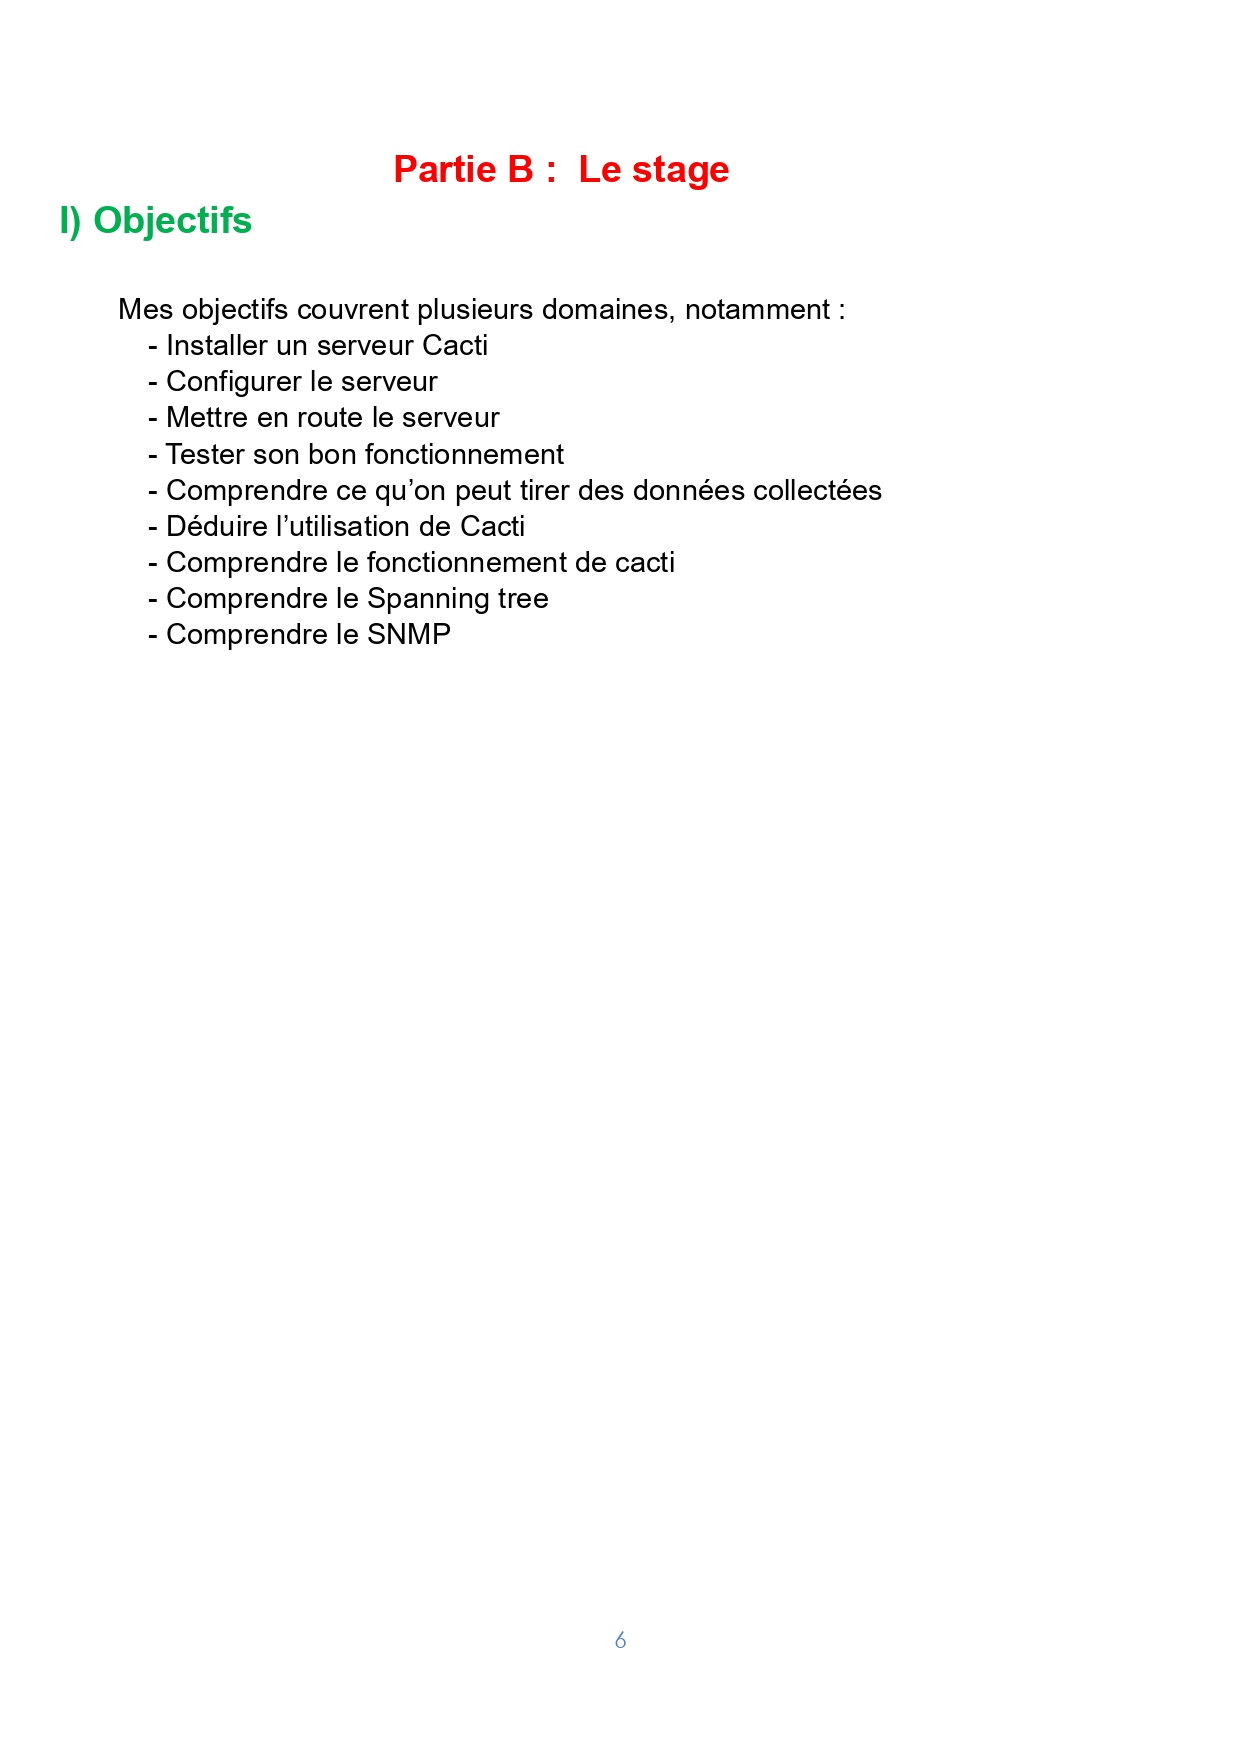 Partie B :  Le stage
I) Objectifs
Mes objectifs couvrent plusieurs domaines, notamment :
- Installer un serveur Cacti
- Configurer le serveur
- Mettre en route le serveur
- Tester son bon fonctionnement
- Comprendre ce qu’on peut tirer des données collectées
- Déduire l’utilisation de Cacti
- Comprendre le fonctionnement de cacti
- Comprendre le Spanning tree
- Comprendre le SNMP
6